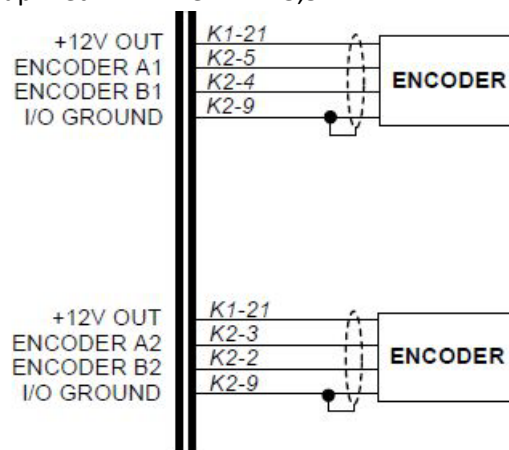 +12V OUT K1-21
ENCODER A1 K2-5
ENCODER B1 K2-4
I/O GROUND K2-9
ENCODER
+12V OUT K1-21
ENCODER A2 K2-3
ENCODER B2 K2-2
I/O GROUND K2-9
ENCODER